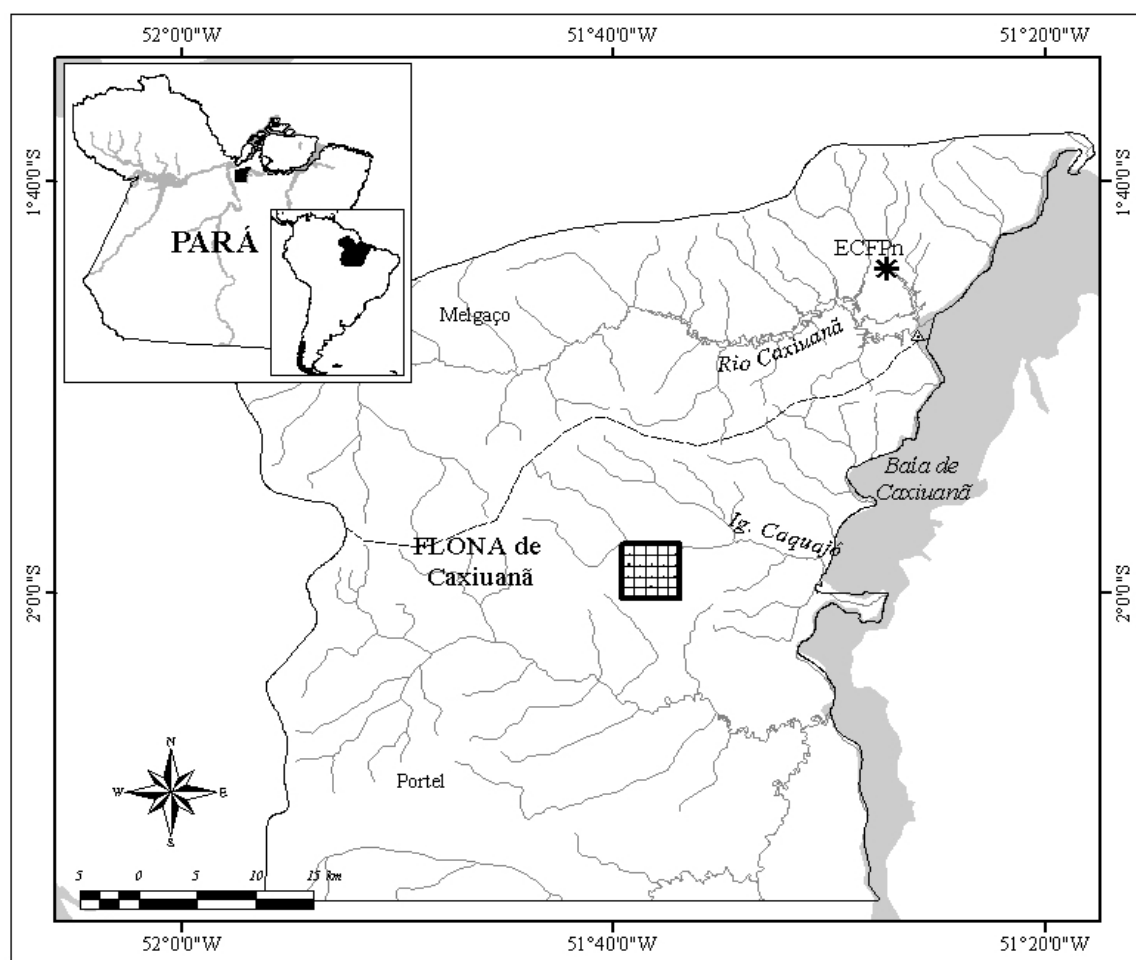 52°0'0"W
51°40'0"W
51°20'0"W
1°40'0"S
1°40'0"S
PARÁ
ECFPn
Melgaço
Rio Caxiuanã
Baía de
Caxiuanã
Ig. Caquajó
FLONA de
Caxiuanã
2°0'0"S
2°0'0"S
Portel
N
W
E
S
5 0 5 10 15 km
52°0'0"W
51°40'0"W
51°20'0"W